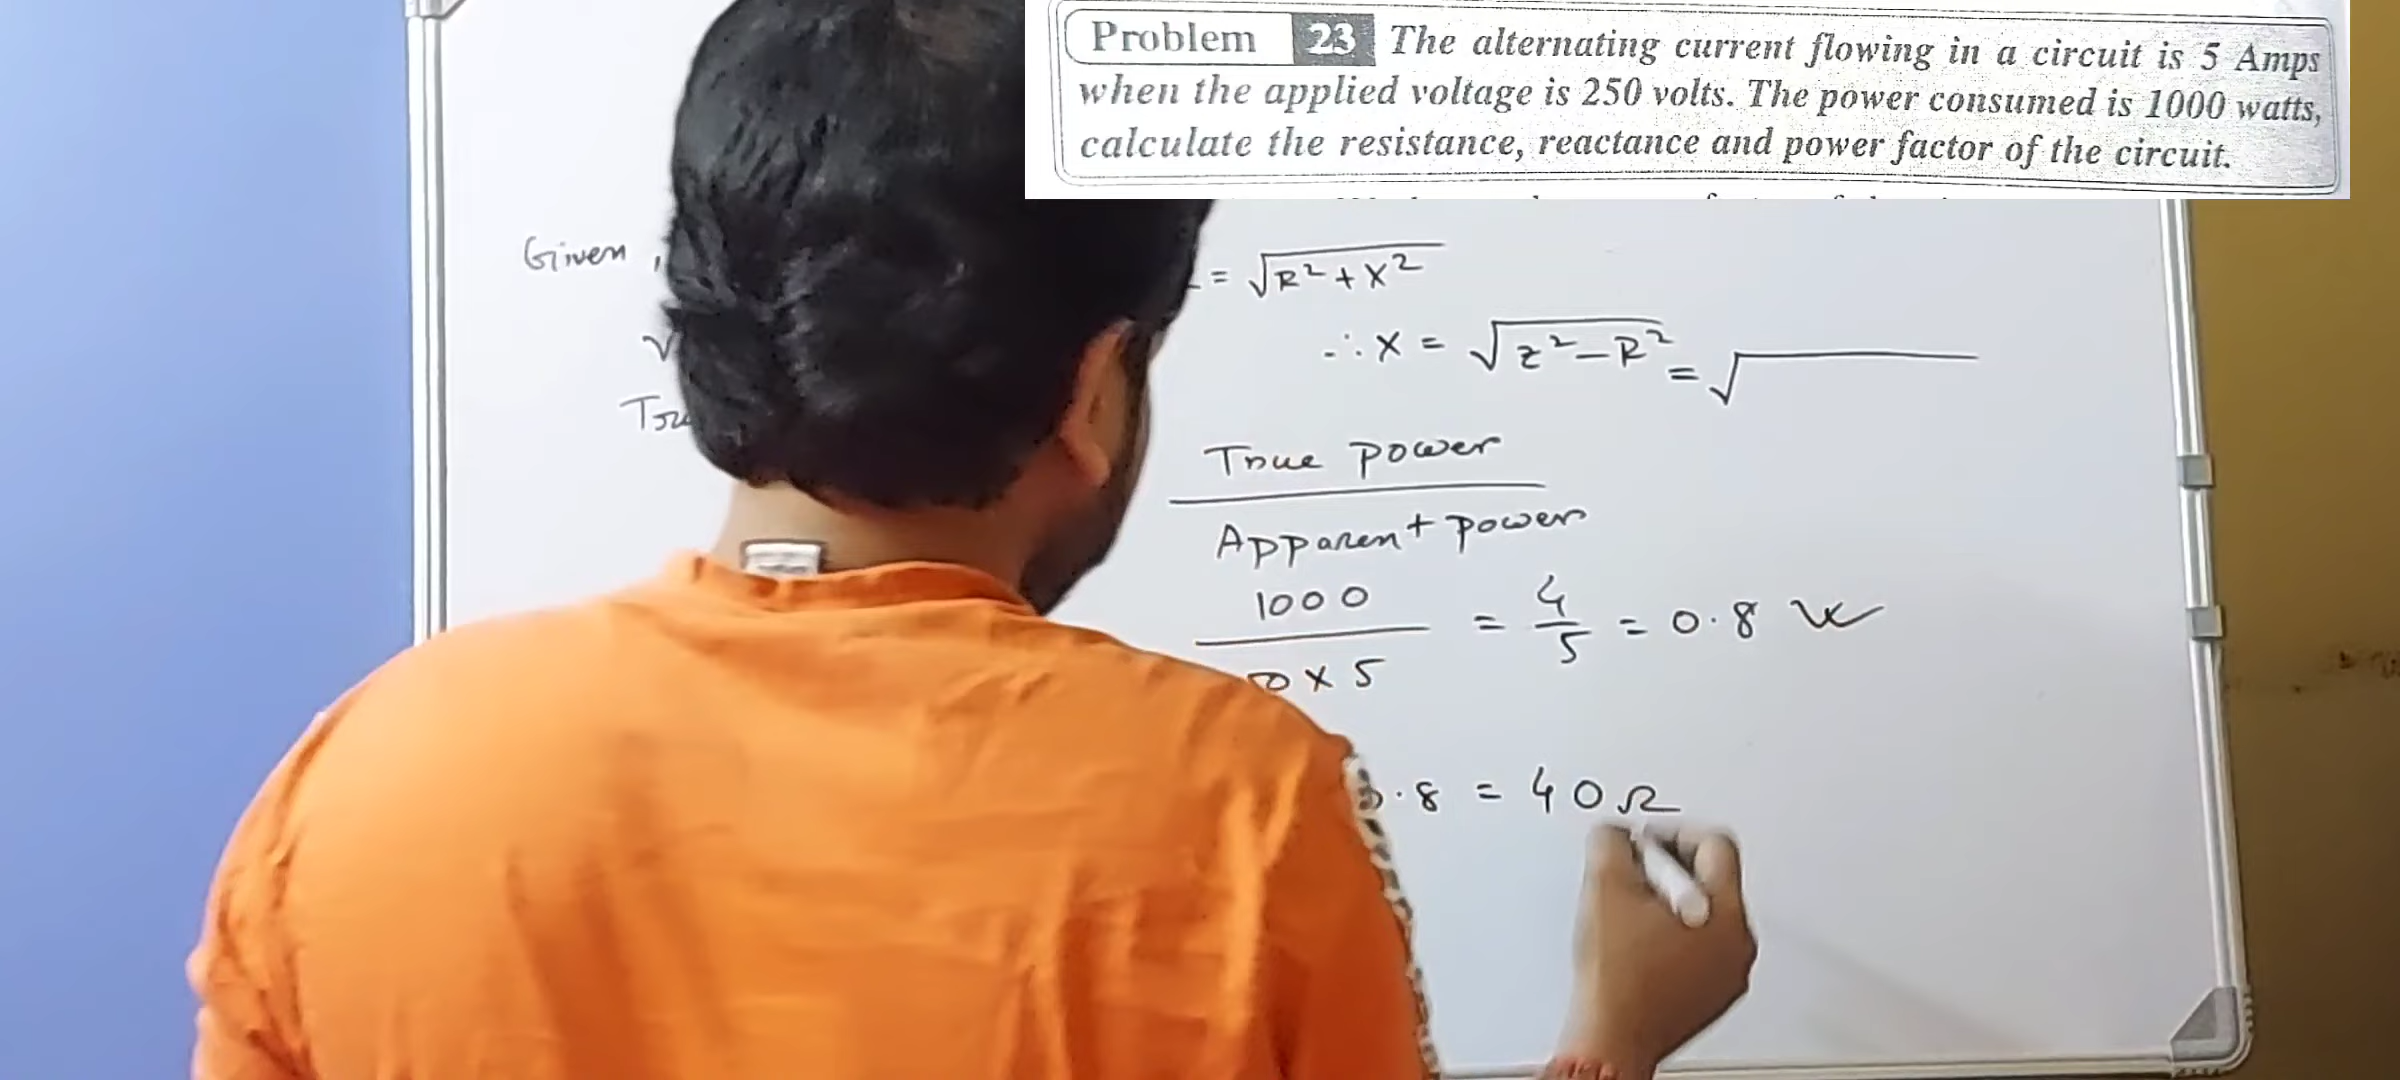 Problem 23 The alternating current flowing in a circuit is 5 Amps
when the applied voltage is 250 volts. The power consumed is 1000 watts,
calculate the resistance, reactance and power factor of the circuit.
Given,
= √R²+X²
∴ X = √Z²-R² = √
True power
Apparent power
1000
= 4/5 = 0.8
0 X 5
.8 = 40Ω